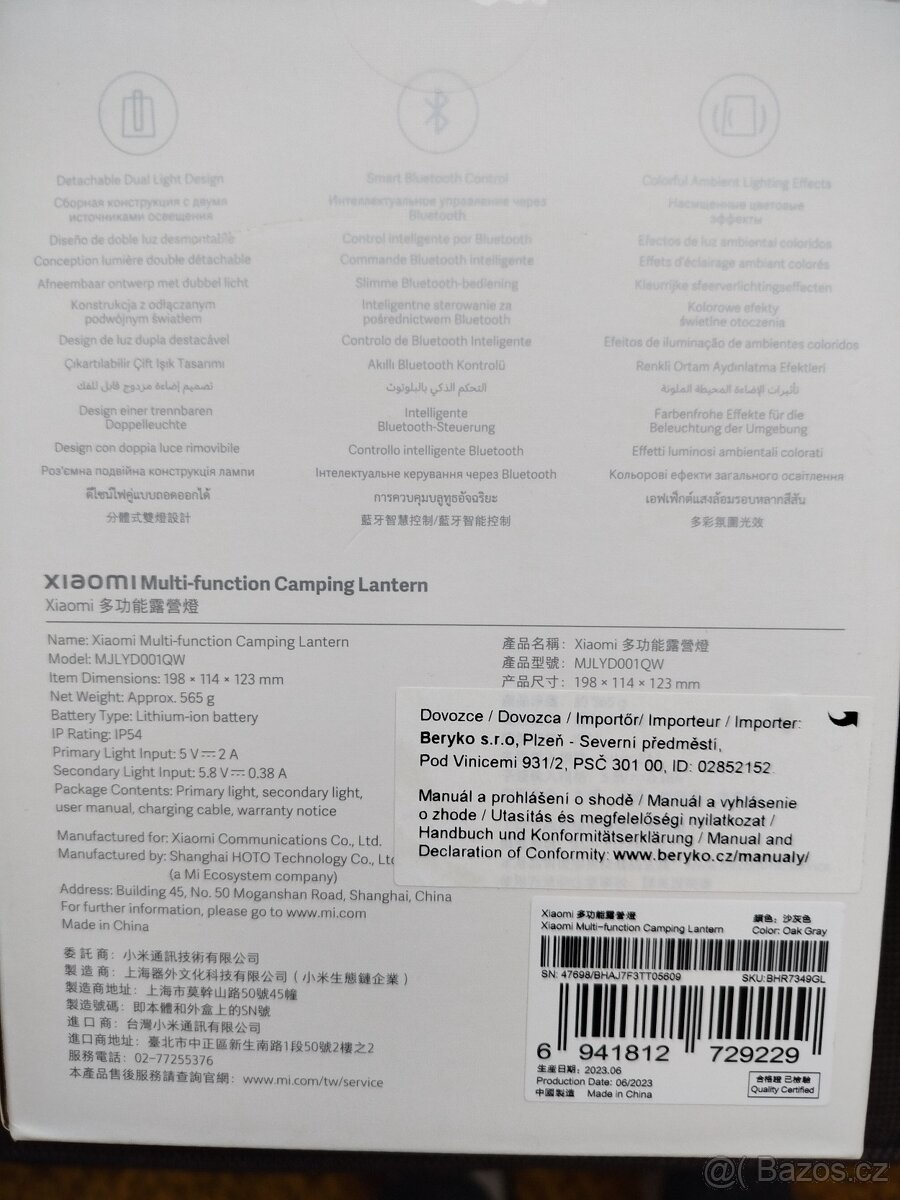 Detachable Dual Light Design
Сборная конструкция с двумя
источниками освещения
Diseño de doble luz desmontable
Conception lumière double détachable
Afneembaar ontwerp met dubbel licht
Konstrukcja z odłączanym
podwójnym światłem
Design de luz dupla destacável
Çıkartılabilir Çift Işık Tasarımı
تصميم إضاءة مزدوج قابل للفك
Design einer trennbaren
Doppelleuchte
Design con doppia luce rimovibile
Роз'ємна подвійна конструкція лампи
ดีไซน์ไฟคู่แบบถอดออกได้
分體式雙燈設計
Smart Bluetooth Control
Интеллектуальное управление через
Bluetooth
Control inteligente por Bluetooth
Commande Bluetooth intelligente
Slimme Bluetooth-bediening
Inteligentne sterowanie za
pośrednictwem Bluetooth
Controlo de Bluetooth Inteligente
Akıllı Bluetooth Kontrolü
التحكم الذكي بالبلوتوث
Intelligente
Bluetooth-Steuerung
Controllo intelligente Bluetooth
Інтелектуальне керування через Bluetooth
การควบคุมบลูทูธอัจฉริยะ
藍牙智慧控制/藍牙智能控制
Colorful Ambient Lighting Effects
Насыщенные цветовые
эффекты
Efectos de luz ambiental coloridos
Effets d'éclairage ambiant colorés
Kleurrijke sfeerverlichtingseffecten
Kolorowe efekty
świetlne otoczenia
Efeitos de iluminação de ambientes coloridos
Renkli Ortam Aydınlatma Efektleri
تأثيرات الإضاءة المحيطة الملونة
Farbenfrohe Effekte für die
Beleuchtung der Umgebung
Effetti luminosi ambientali colorati
Кольорові ефекти загального освітлення
เอฟเฟ็กต์แสงล้อมรอบหลากสีสัน
多彩氛圍光效
xiaomi Multi-function Camping Lantern
Xiaomi 多功能露營燈
Name: Xiaomi Multi-function Camping Lantern
Model: MJLYD001QW
Item Dimensions: 198 × 114 × 123 mm
Net Weight: Approx. 565 g
Battery Type: Lithium-ion battery
IP Rating: IP54
Primary Light Input: 5 V⎓2 A
Secondary Light Input: 5.8 V⎓0.38 A
Package Contents: Primary light, secondary light,
user manual, charging cable, warranty notice
Manufactured for: Xiaomi Communications Co., Ltd.
Manufactured by: Shanghai HOTO Technology Co., Ltd
(a Mi Ecosystem company)
Address: Building 45, No. 50 Moganshan Road, Shanghai, China
For further information, please go to www.mi.com
Made in China
委託商：小米通訊技術有限公司
製造商：上海器外文化科技有限公司（小米生態鏈企業）
製造商地址：上海市莫幹山路50號45幢
製造號碼：即本體和外盒上的SN號
進口商：台灣小米通訊有限公司
進口商地址：臺北市中正區新生南路1段50號2樓之2
服務電話：02-77255376
本產品售後服務請查詢官網：www.mi.com/tw/service
產品名稱：Xiaomi 多功能露營燈
產品型號：MJLYD001QW
产品尺寸：198 × 114 × 123 mm
Dovozce / Dovozca / Importőr/ Importeur / Importer:
Beryko s.r.o, Plzeň - Severní předměstí,
Pod Vinicemi 931/2, PSČ 301 00, ID: 02852152
Manuál a prohlášení o shodě / Manuál a vyhlásenie
o zhode / Utasítás és megfelelőségi nyilatkozat /
Handbuch und Konformitätserklärung / Manual and
Declaration of Conformity: www.beryko.cz/manualy/
Xiaomi 多功能露營燈 顏色：沙灰色
Xiaomi Multi-function Camping Lantern Color: Oak Gray
SN: 47698/BHAJ7F3TT05609 SKU:BHR7349GL
6 941812 729229
生産日期：2023.06
Production Date: 06/2023
中國製造 Made in China
合格證 已檢驗
Quality Certified
@( Bazos.cz